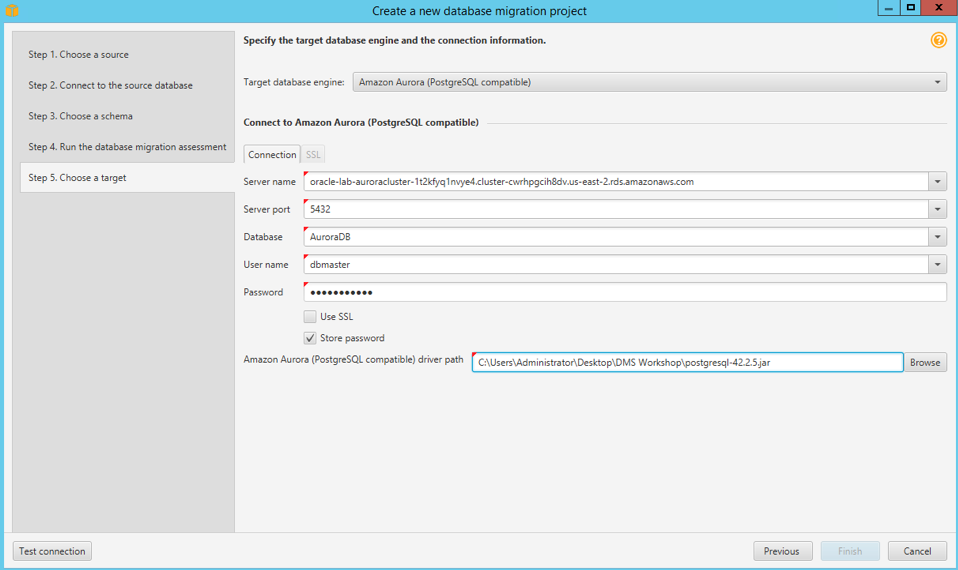 Create a new database migration project
Step 1. Choose a source
Step 2. Connect to the source database
Step 3. Choose a schema
Step 4. Run the database migration assessment
Step 5. Choose a target
Specify the target database engine and the connection information.
?
Target database engine: Amazon Aurora (PostgreSQL compatible)
Connect to Amazon Aurora (PostgreSQL compatible)
Connection SSL
Server name oracle-lab-auroracluster-1t2kfyq1nvye4.cluster-cwrhpgcih8dv.us-east-2.rds.amazonaws.com
Server port 5432
Database AuroraDB
User name dbmaster
Password ●●●●●●●●●●●
Use SSL
Store password
Amazon Aurora (PostgreSQL compatible) driver path C:\Users\Administrator\Desktop\DMS Workshop\postgresql-42.2.5.jar Browse
Test connection Previous Finish Cancel